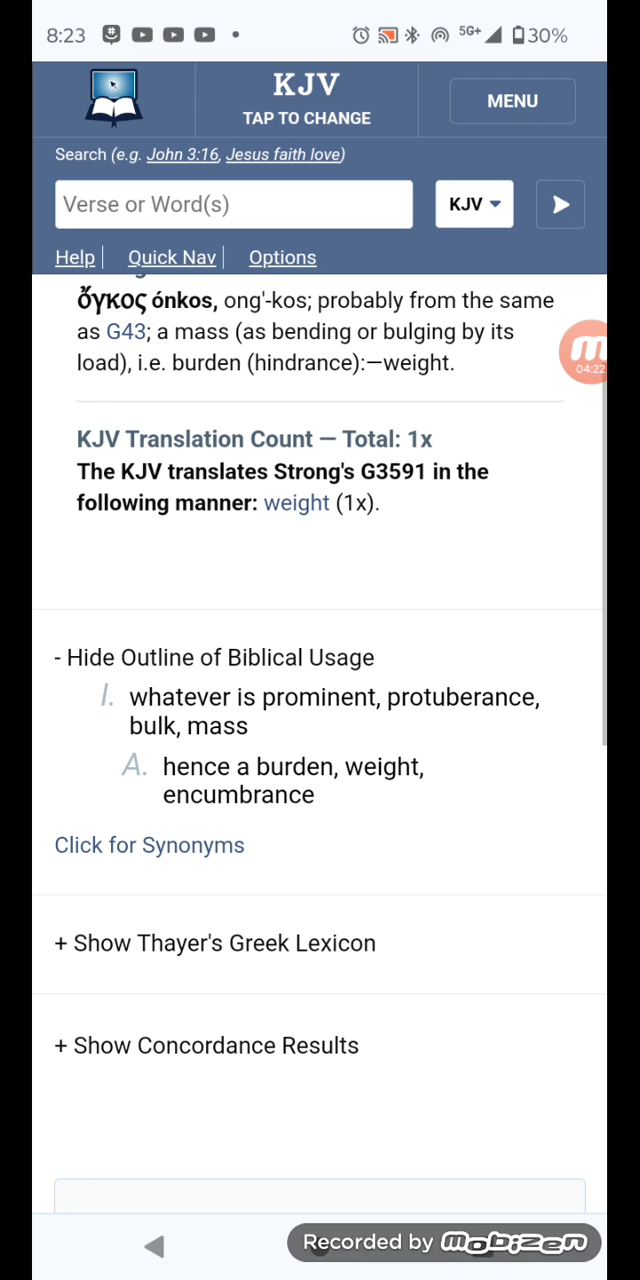 8:23
5G+
30%
KJV
TAP TO CHANGE
MENU
Search (e.g. John 3:16, Jesus faith love)
Verse or Word(s)
KJV
Help
Quick Nav
Options
ὄγκος ónkos, ong'-kos; probably from the same
as G43; a mass (as bending or bulging by its
load), i.e. burden (hindrance):—weight.
04:22
KJV Translation Count — Total: 1x
The KJV translates Strong's G3591 in the
following manner: weight (1x).
- Hide Outline of Biblical Usage
I. whatever is prominent, protuberance,
bulk, mass
A. hence a burden, weight,
encumbrance
Click for Synonyms
+ Show Thayer's Greek Lexicon
+ Show Concordance Results
Recorded by mobizen